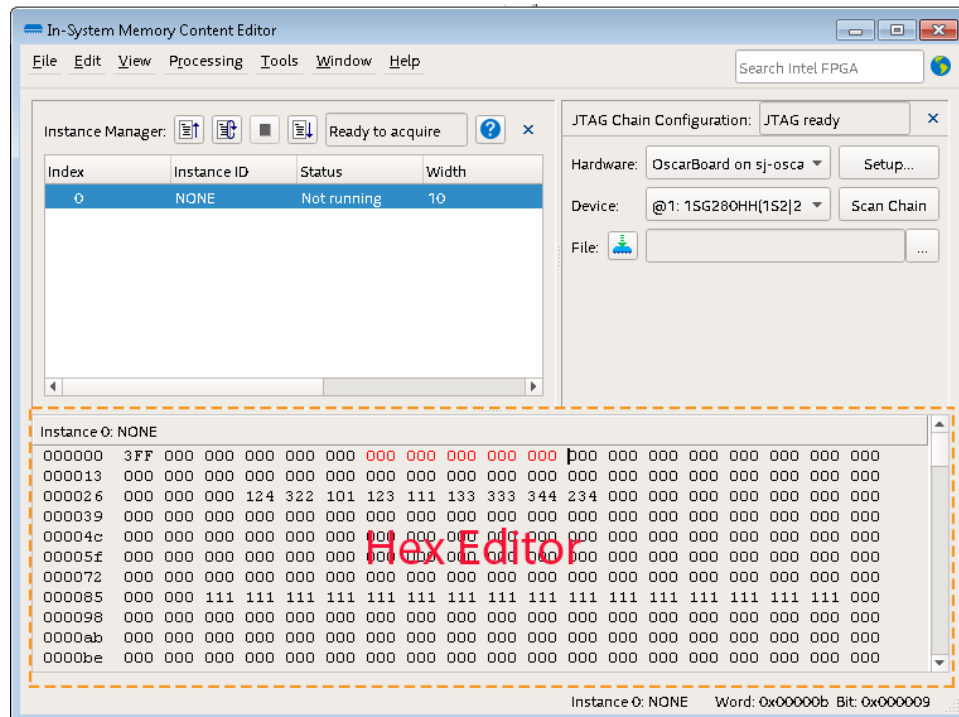 In-System Memory Content Editor
File Edit View Processing Tools Window Help
Search Intel FPGA
Instance Manager: Ready to acquire
Index Instance ID Status Width
0 NONE Not running 10
JTAG Chain Configuration: JTAG ready
Hardware: OscarBoard on sj-osca Setup...
Device: @1: 1SG280HH(1S2|2 Scan Chain
File: ...
Instance 0: NONE
000000 3FF 000 000 000 000 000 000 000 000 000 000 000 000 000 000 000 000 000 000
000013 000 000 000 000 000 000 000 000 000 000 000 000 000 000 000 000 000 000 000
000026 000 000 000 124 322 101 123 111 133 333 344 234 000 000 000 000 000 000 000
000039 000 000 000 000 000 000 000 000 000 000 000 000 000 000 000 000 000 000 000
00004c 000 000 000 000 000 000 000 000 000 000 000 000 000 000 000 000 000 000 000
Hex Editor
00005f 000 000 000 000 000 000 000 000 000 000 000 000 000 000 000 000 000 000 000
000072 000 000 000 000 000 000 000 000 000 000 000 000 000 000 000 000 000 000 000
000085 000 000 111 111 111 111 111 111 111 111 111 111 111 111 111 111 111 111 000
000098 000 000 000 000 000 000 000 000 000 000 000 000 000 000 000 000 000 000 000
0000ab 000 000 000 000 000 000 000 000 000 000 000 000 000 000 000 000 000 000 000
0000be 000 000 000 000 000 000 000 000 000 000 000 000 000 000 000 000 000 000 000
Instance 0: NONE Word: 0x00000b Bit: 0x000009